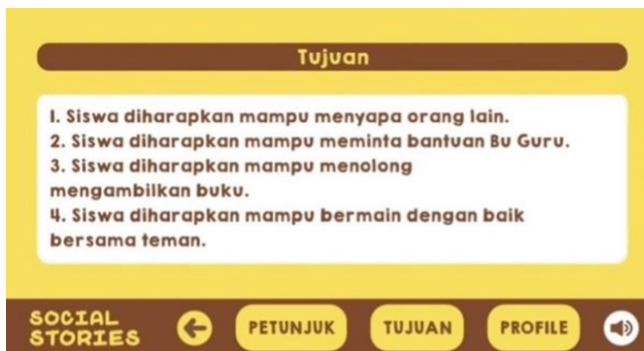 Tujuan
1. Siswa diharapkan mampu menyapa orang lain.
2. Siswa diharapkan mampu meminta bantuan Bu Guru.
3. Siswa diharapkan mampu menolong
mengambilkan buku.
4. Siswa diharapkan mampu bermain dengan baik
bersama teman.
SOCIAL
STORIES
PETUNJUK
TUJUAN
PROFILE